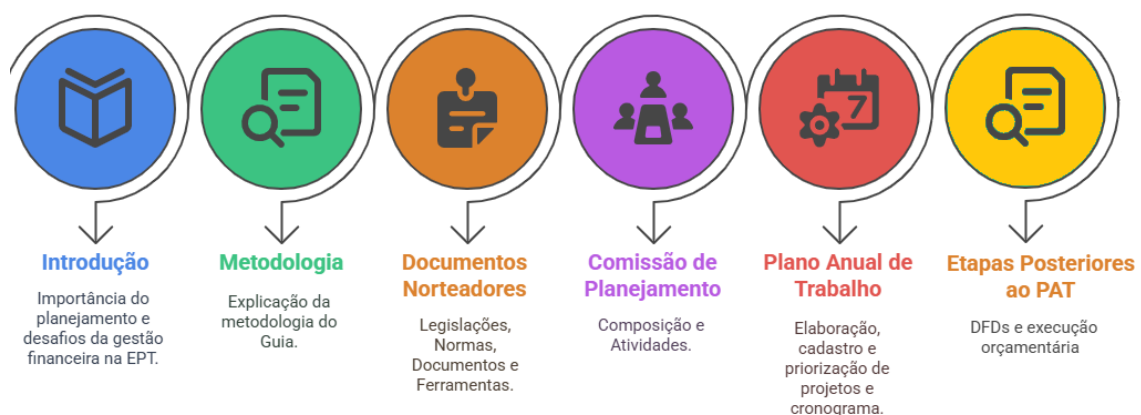 7
Introdução
Importância do
planejamento e
desafios da gestão
financeira na EPT.
Metodologia
Explicação da
metodologia do
Guia.
Documentos
Norteadores
Legislações,
Normas,
Documentos e
Ferramentas.
Comissão de
Planejamento
Composição e
Atividades.
Plano Anual de
Trabalho
Elaboração,
cadastro e
priorização de
projetos e
cronograma.
Etapas Posteriores
ao PAT
DFDs e execução
orçamentária